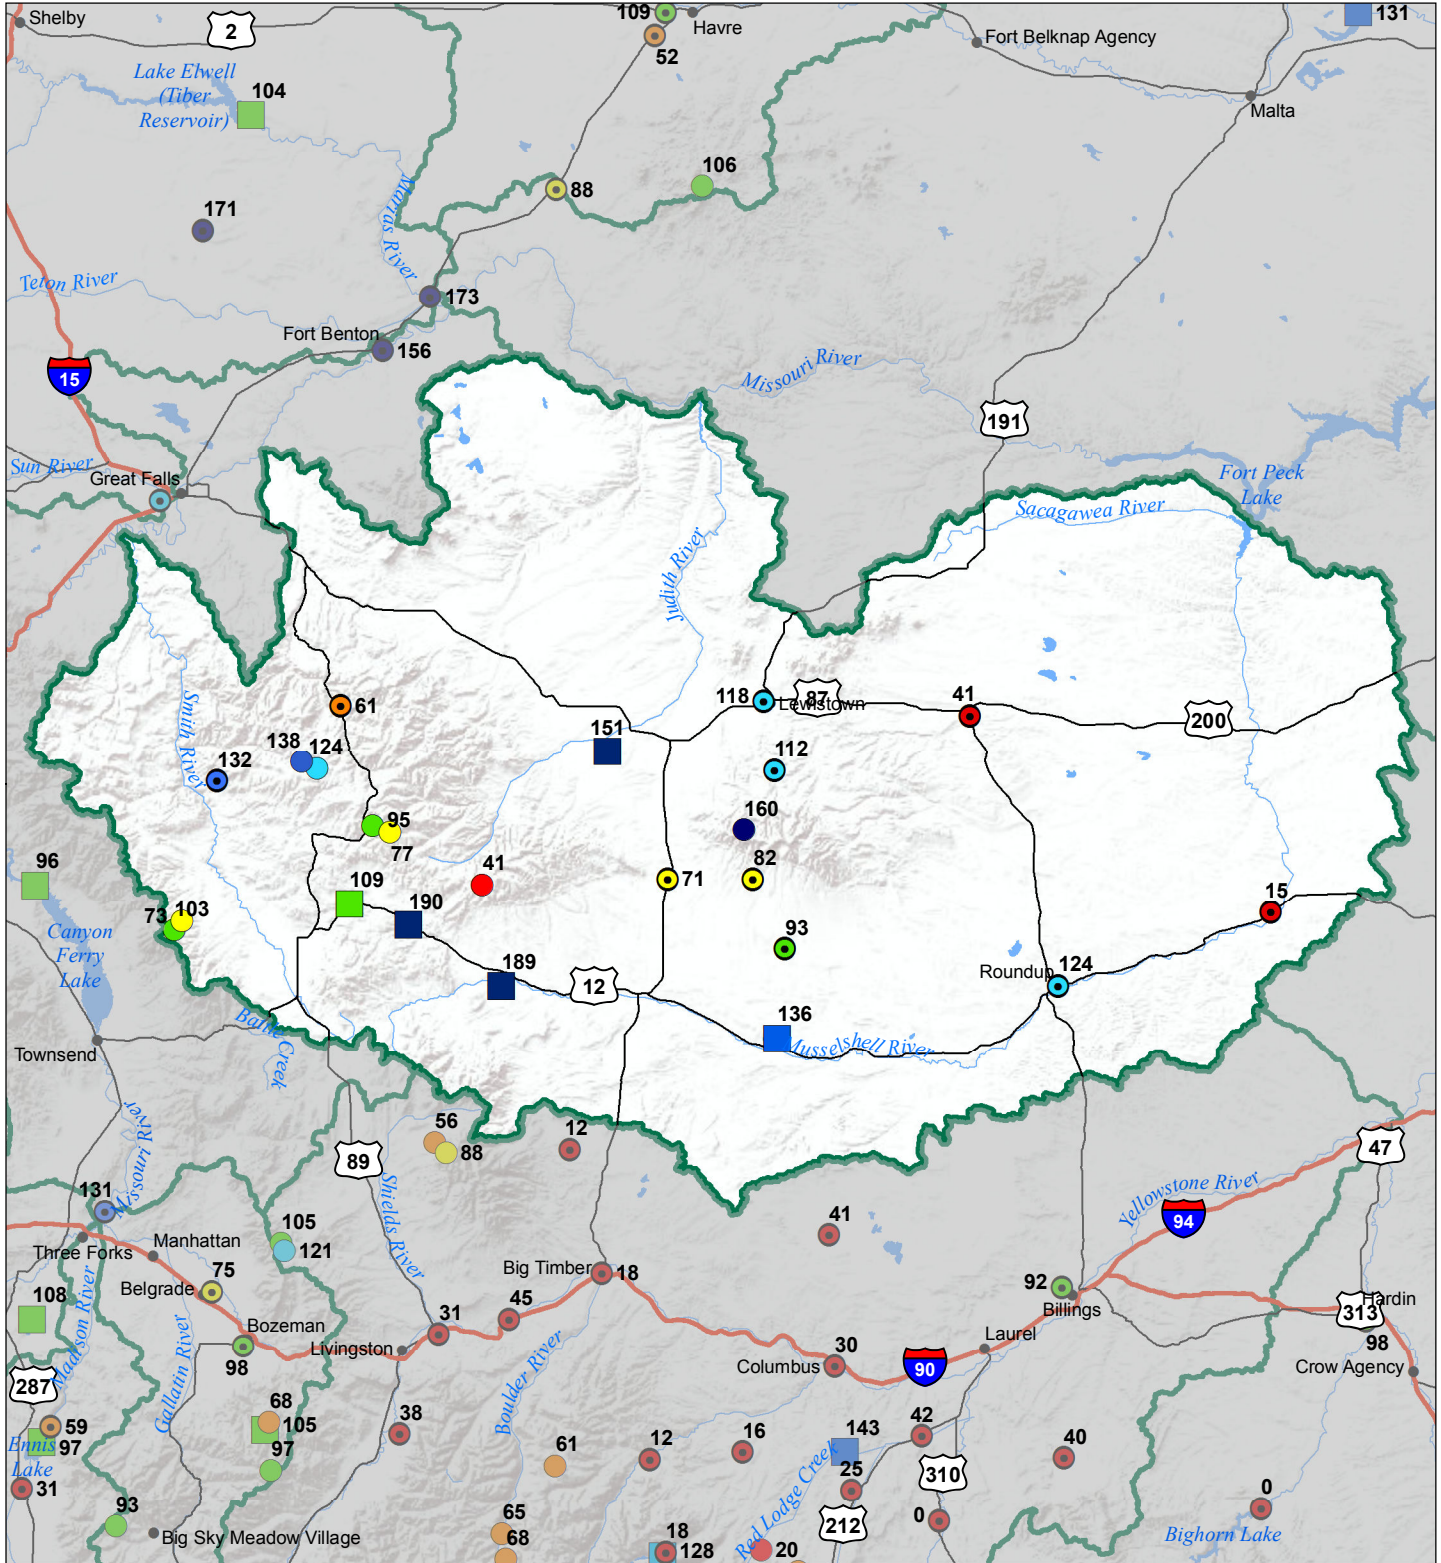 Shelby
2
109
Havre
52
Fort Belknap Agency
131
Lake Elwell
(Tiber
Reservoir)
104
Malta
106
88
171
Marias River
Teton River
173
Fort Benton
156
15
Missouri River
191
Sun River
Great Falls
Fort Peck
Lake
Sacagawea River
Judith River
Smith River
61
118
87
Lewistown
41
200
151
138
124
132
112
160
95
77
82
96
41
71
109
190
15
73
103
93
Canyon
Ferry
Lake
189
12
Roundup
124
136
Musselshell River
Battle Creek
Townsend
Missouri River
56
88
12
89
47
Shields River
Yellowstone River
94
131
41
Three Forks
Manhattan
105
121
Big Timber
18
75
Belgrade
92
Billings
Hardin
313
98
108
Madison River
Gallatin River
Bozeman
98
31
45
Livingston
Boulder River
30
Columbus
90
Laurel
Crow Agency
287
68
105
97
59
97
Ennis
Lake
31
38
61
12
16
143
42
40
Red Lodge Creek
25
310
212
0
0
93
Big Sky Meadow Village
65
68
18
128
20
Bighorn Lake